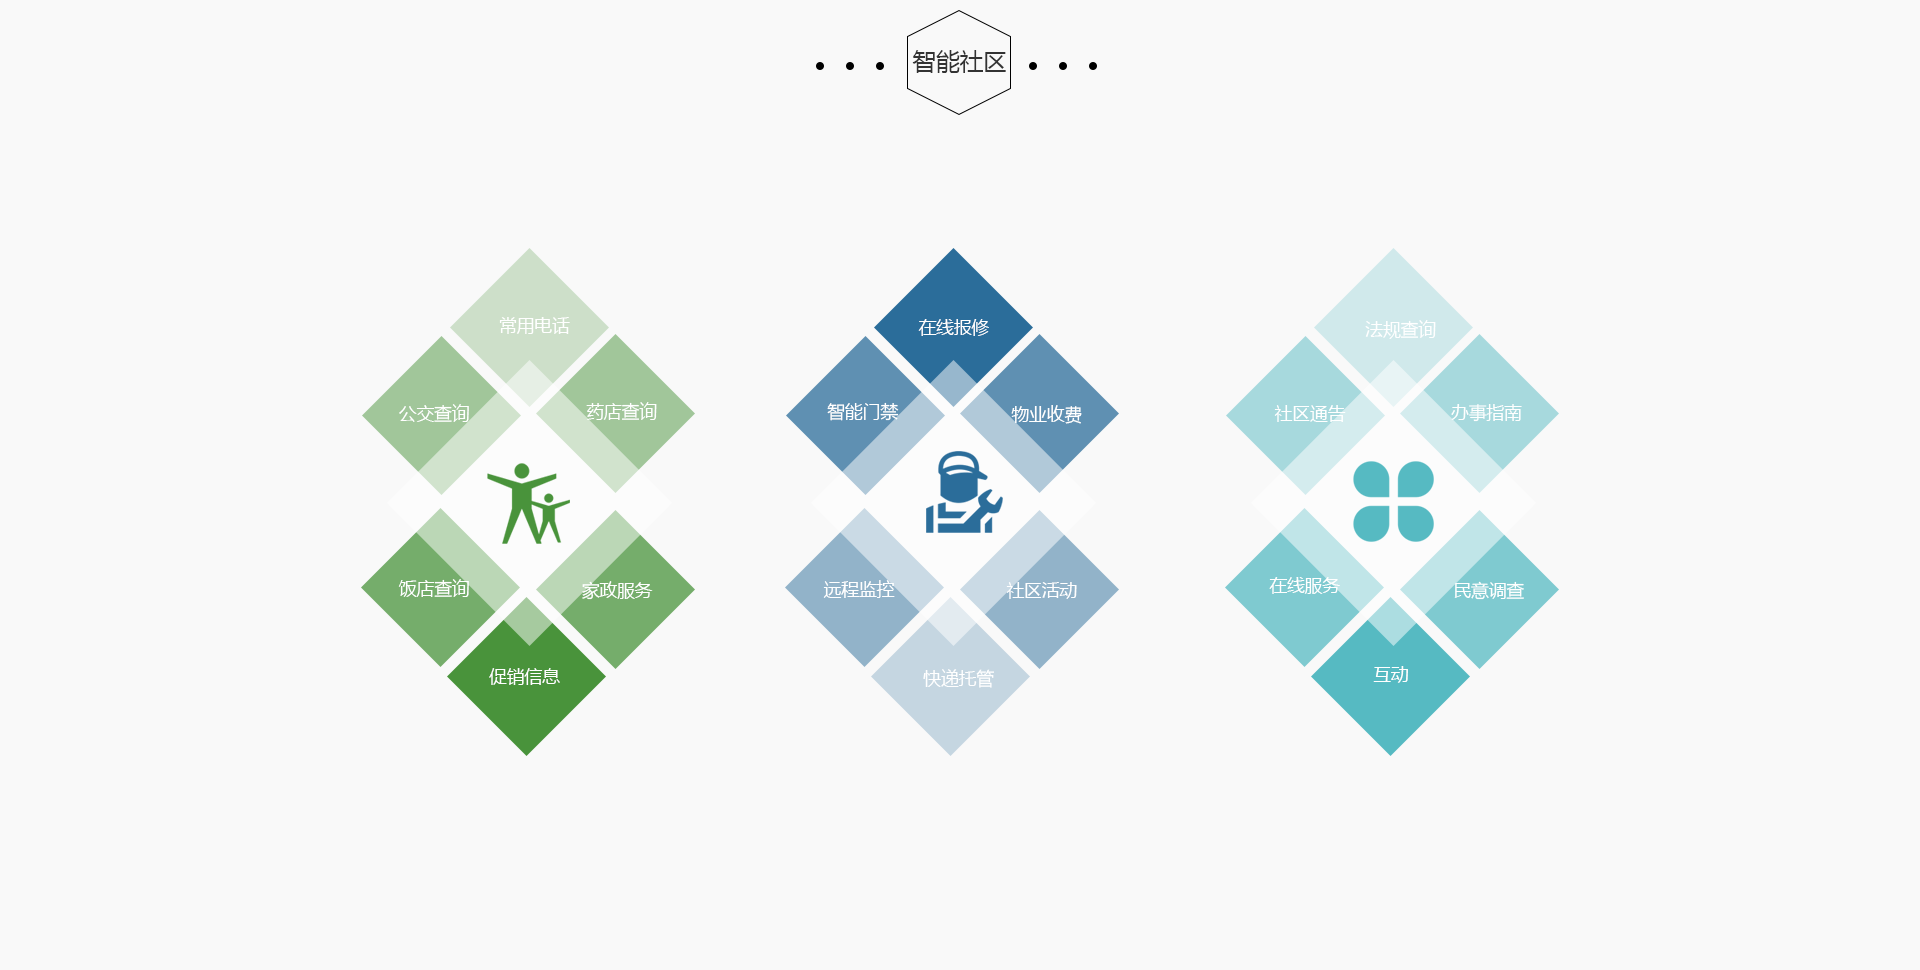 智能社区
常用电话
公交查询
药店查询
饭店查询
家政服务
促销信息
在线报修
智能门禁
物业收费
远程监控
社区活动
快递托管
法规查询
社区通告
办事指南
在线服务
民意调查
互动